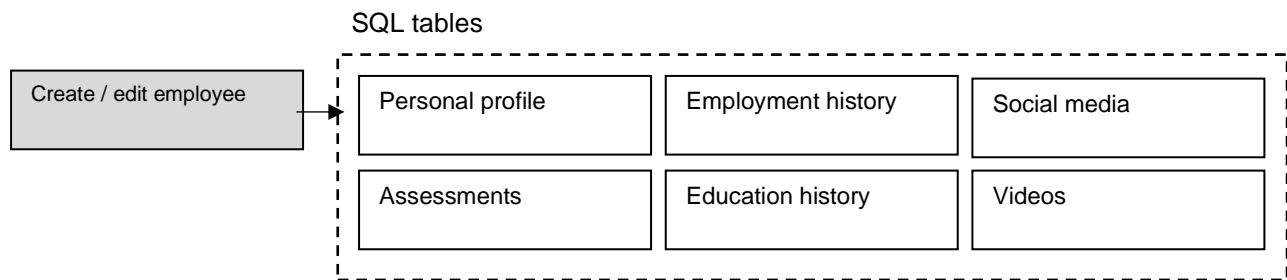 SQL tables
Create / edit employee
Personal profile
Employment history
Social media
Assessments
Education history
Videos